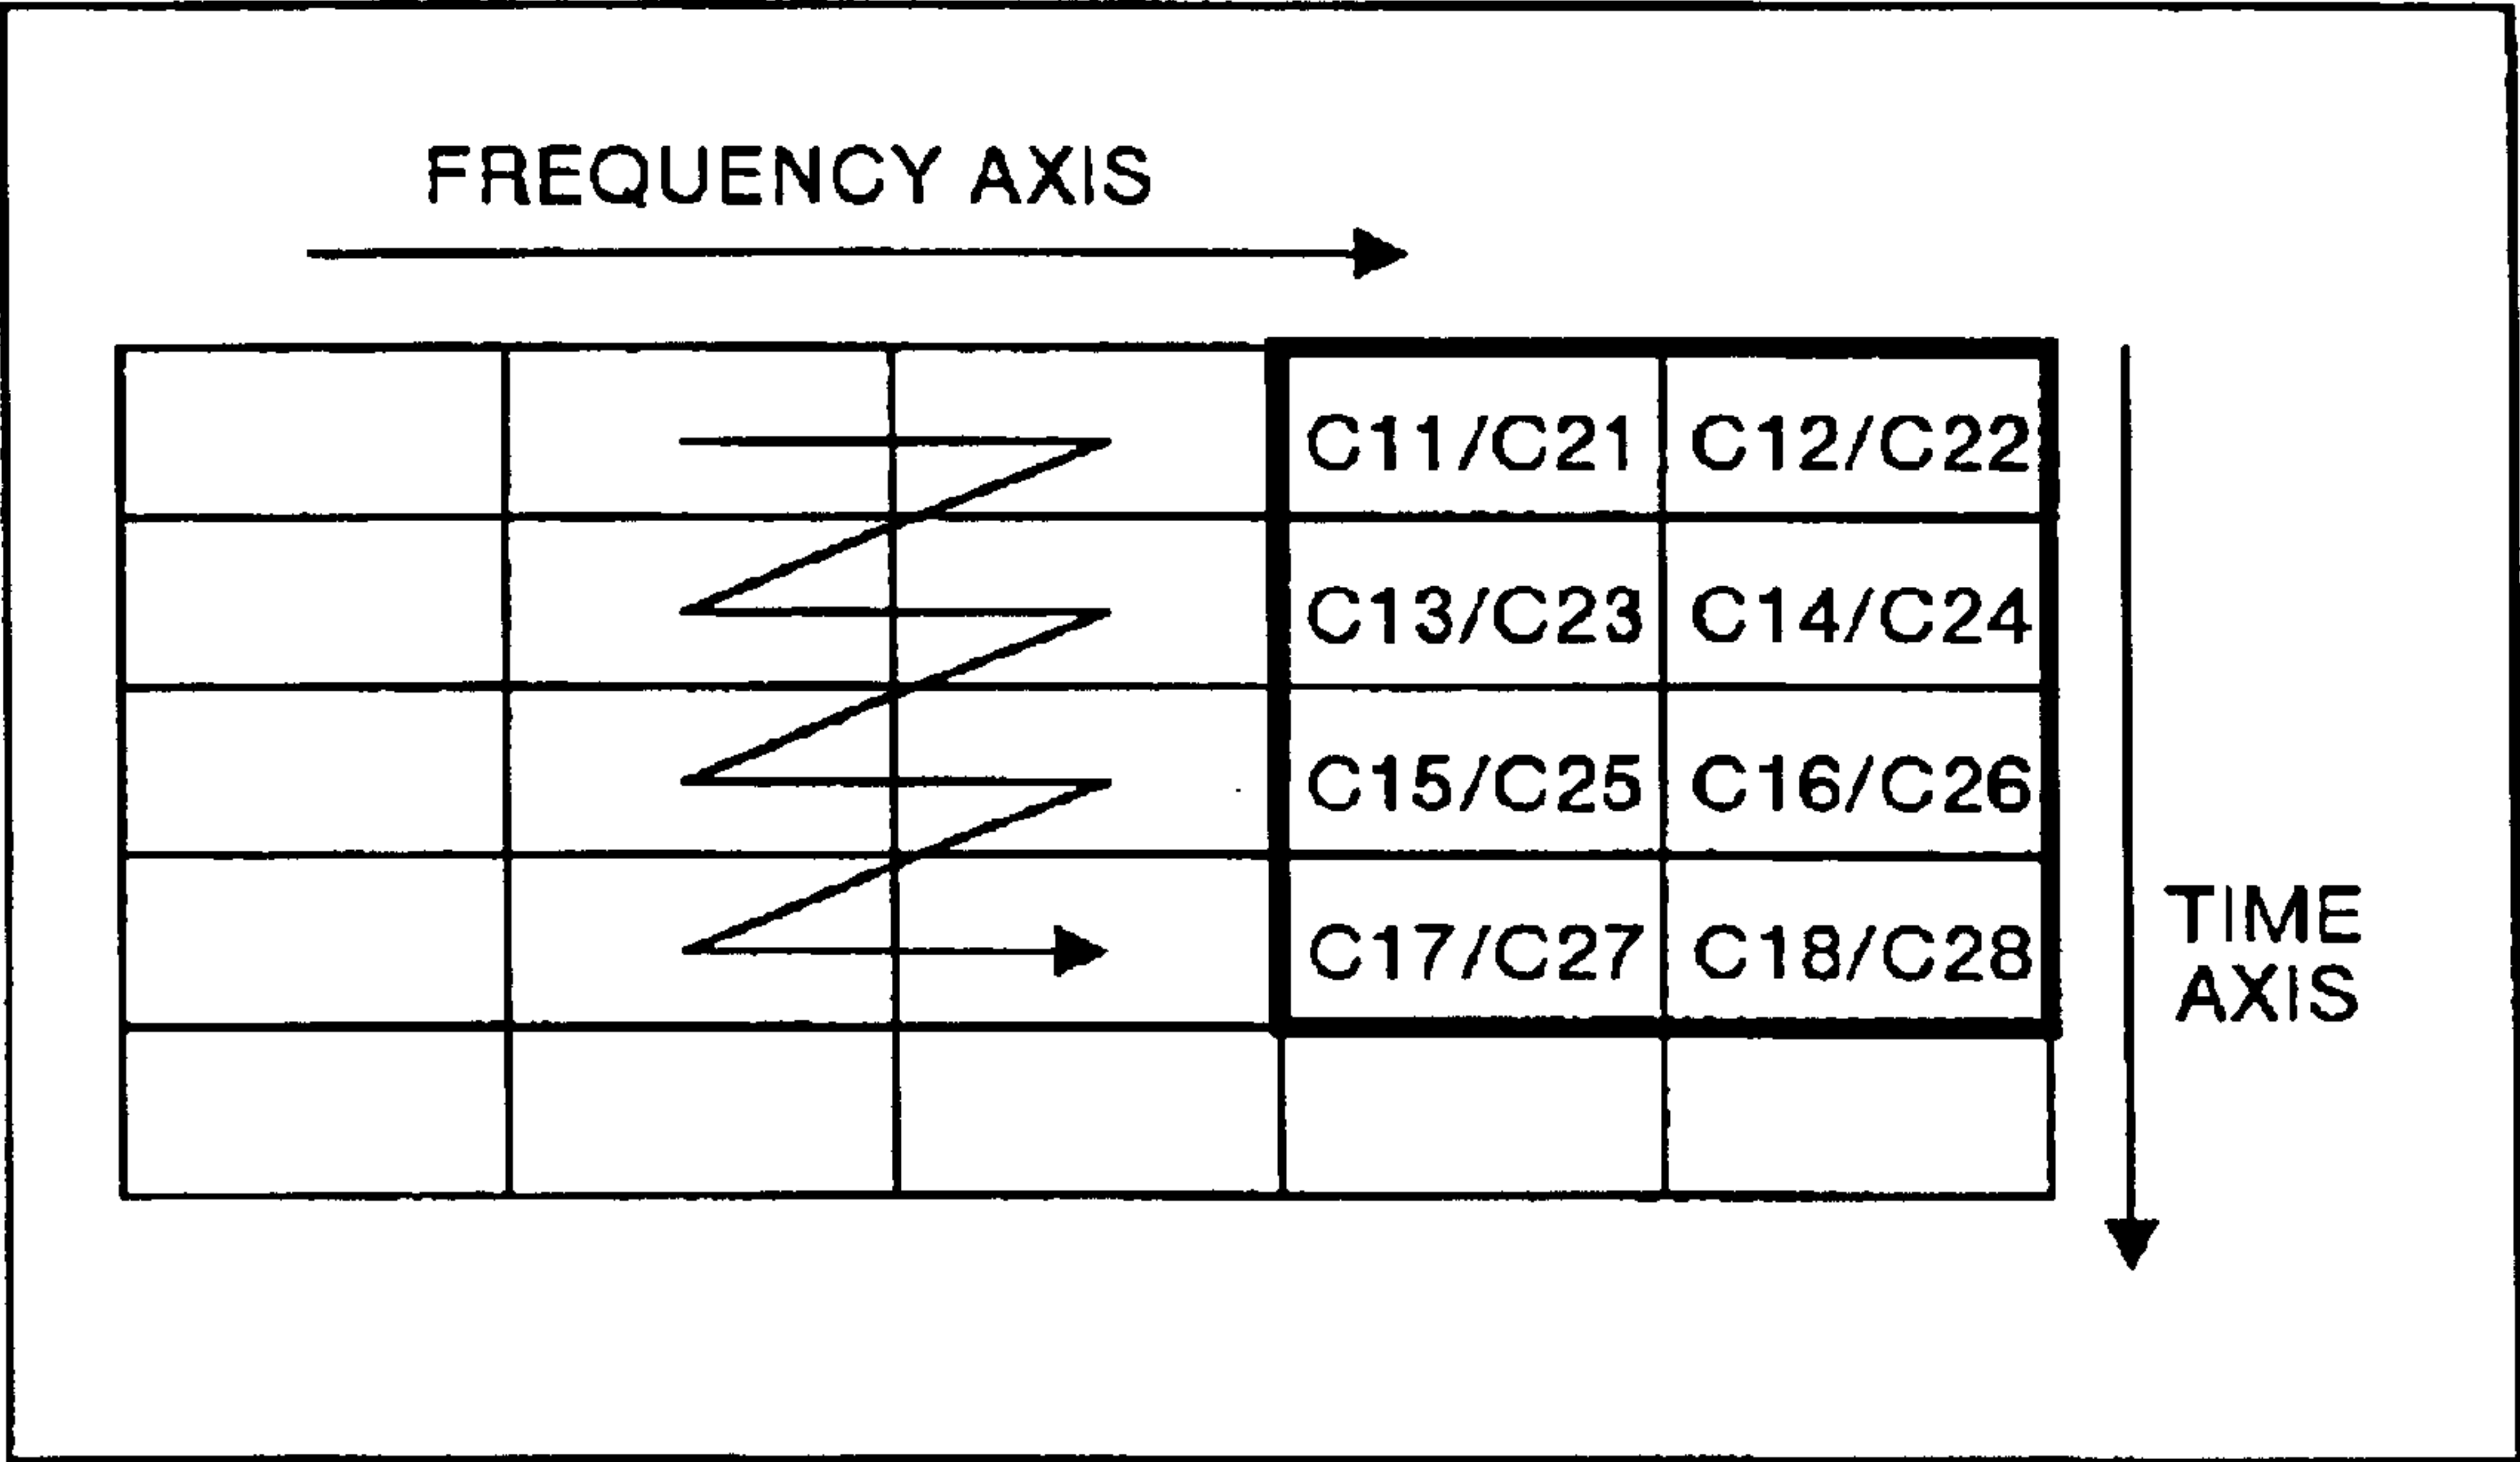 FREQUENCY AXIS
C11/C21 C12/C22
C13/C23 C14/C24
C15/C25 C16/C26
C17/C27 C18/C28
TIME
AXIS